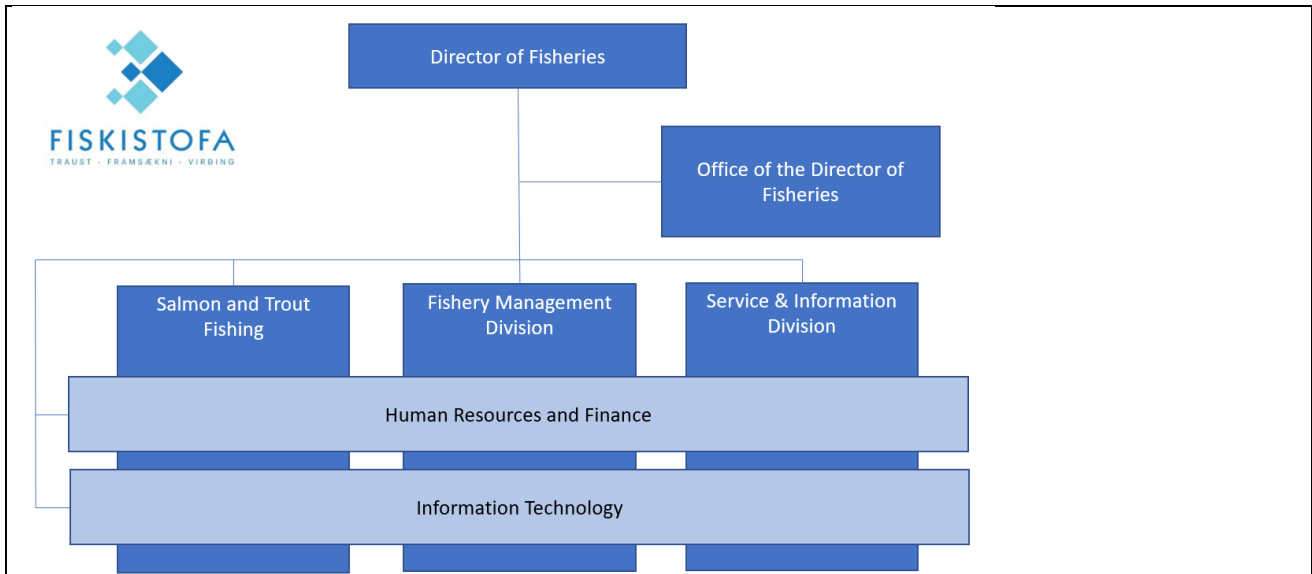 Director of Fisheries
FISKISTOFA
TRAUST - FRAMSÆKNI - VIRÐING
Office of the Director of
Fisheries
Salmon and Trout
Fishing
Fishery Management
Division
Service & Information
Division
Human Resources and Finance
Information Technology